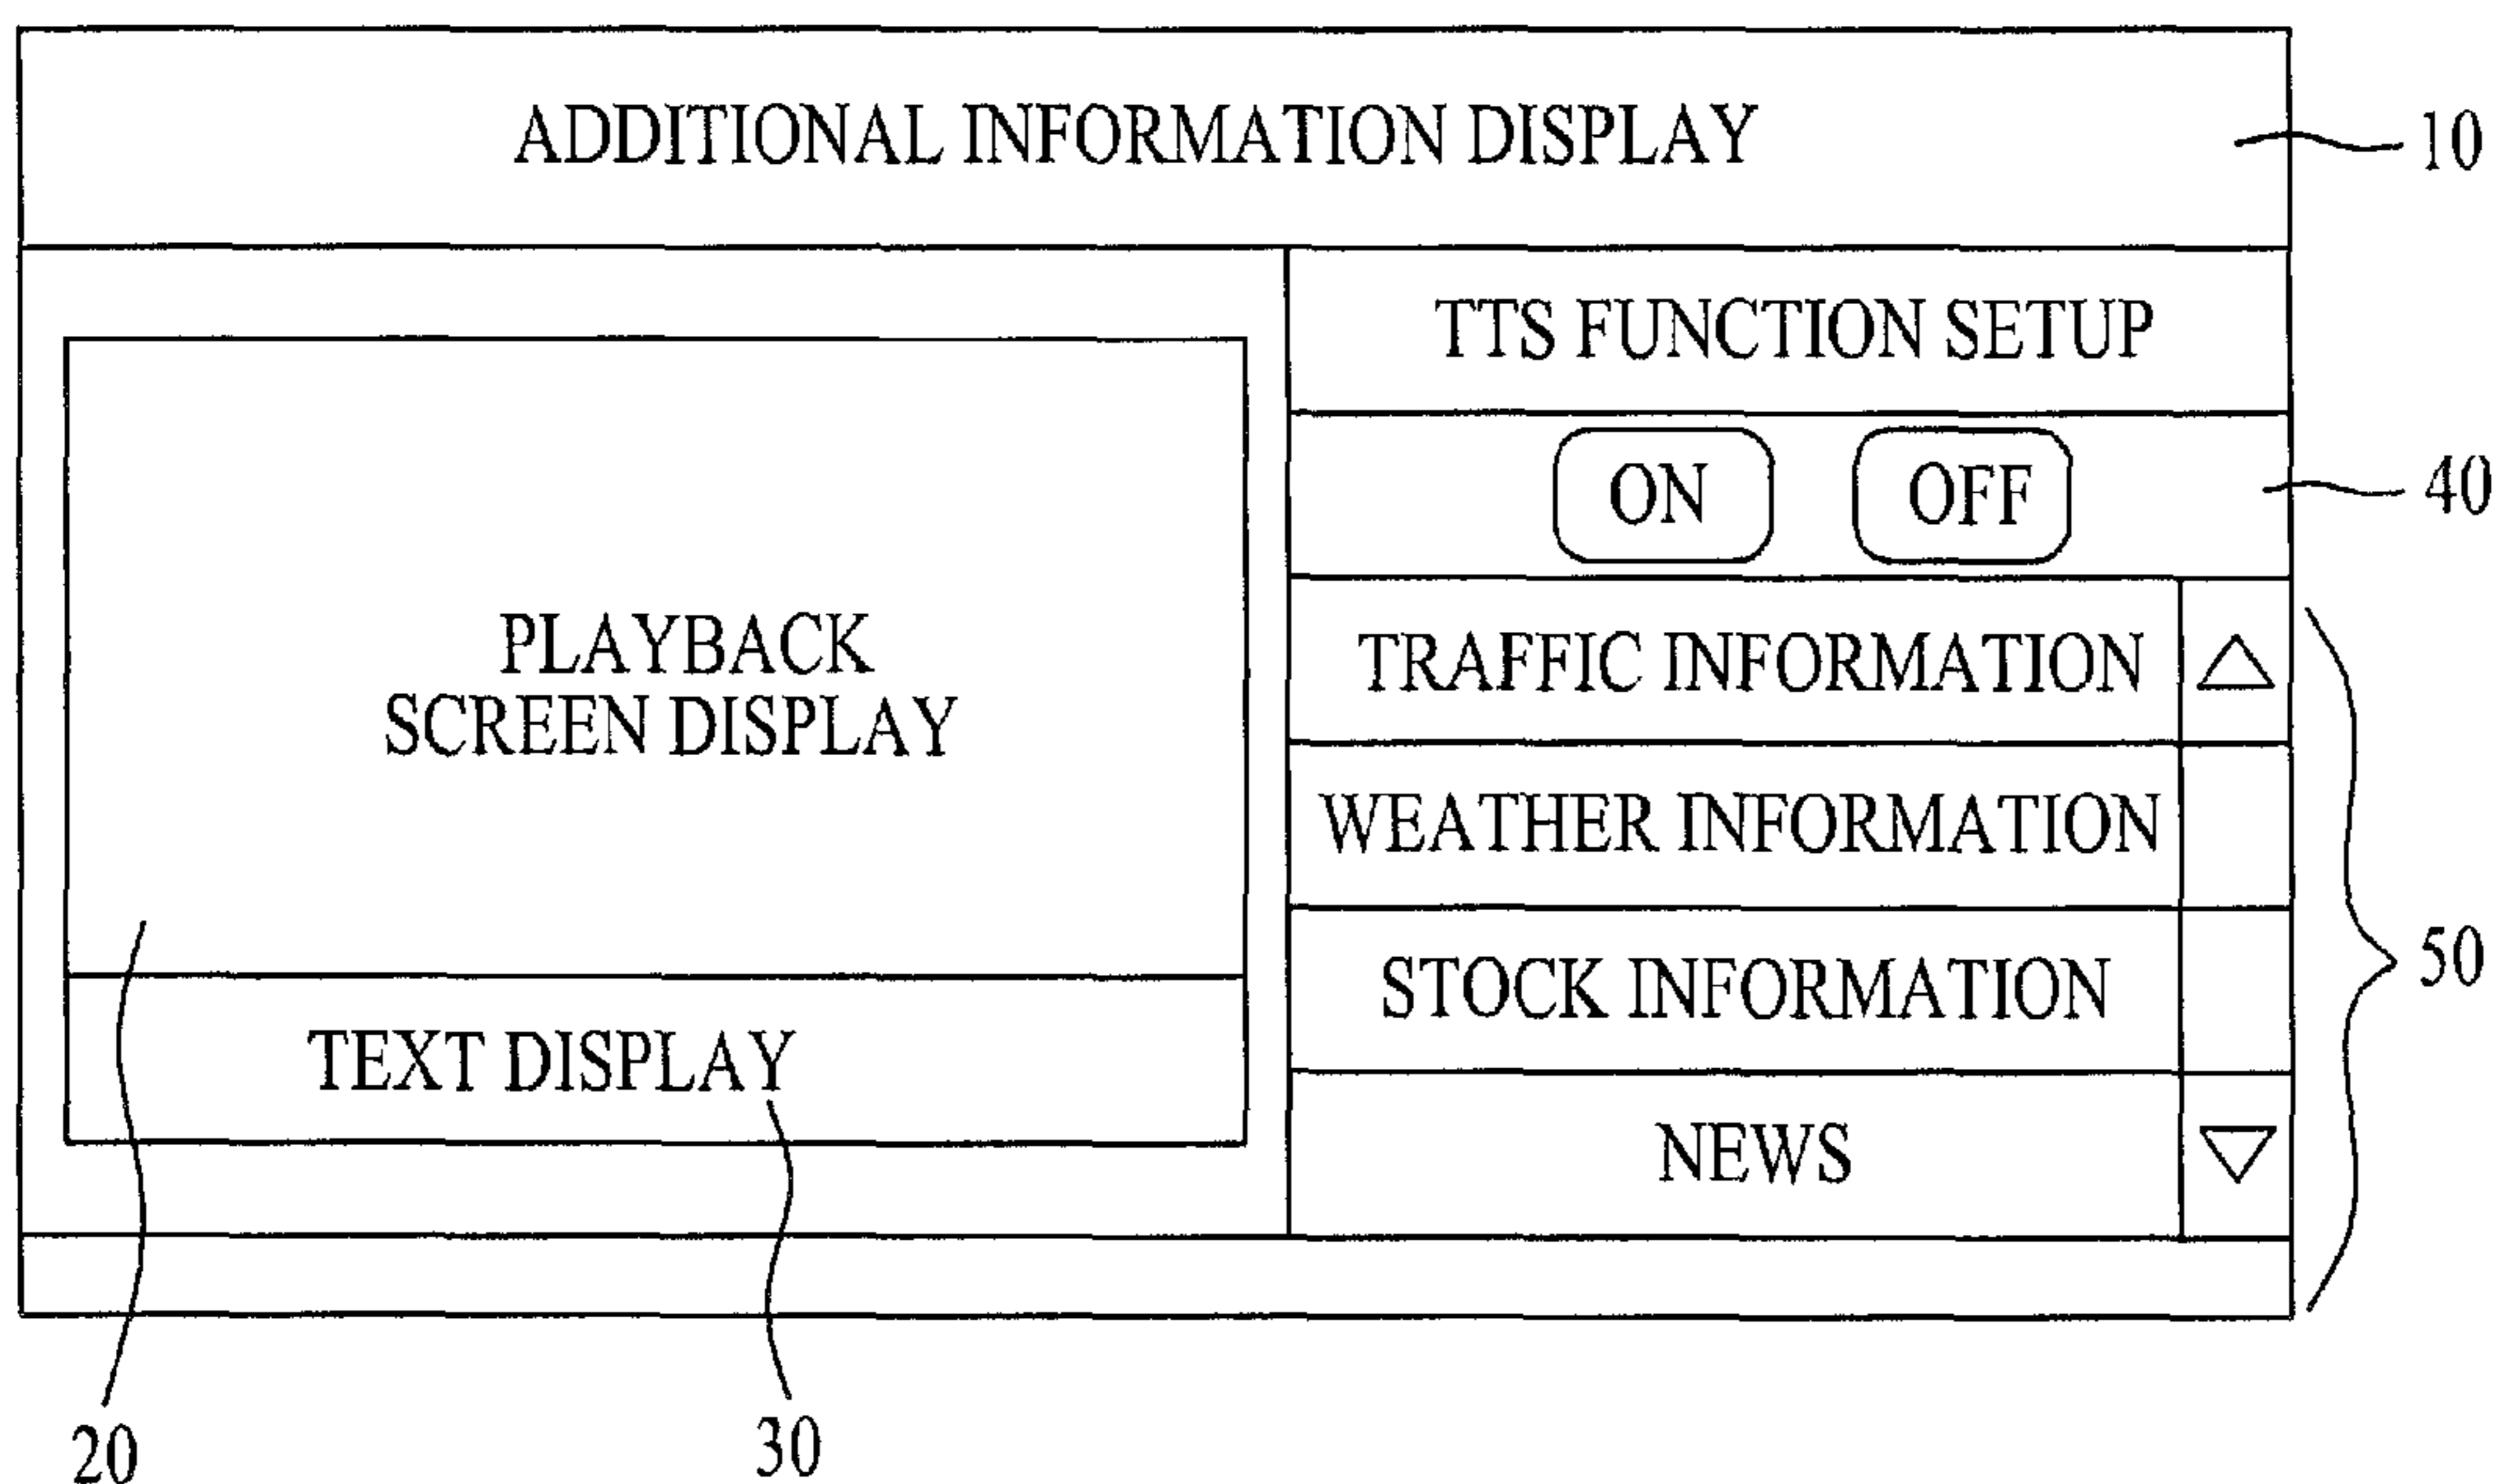 ADDITIONAL INFORMATION DISPLAY
10
TTS FUNCTION SETUP
ON OFF
40
PLAYBACK
SCREEN DISPLAY
TEXT DISPLAY
TRAFFIC INFORMATION
WEATHER INFORMATION
STOCK INFORMATION
NEWS
50
20
30